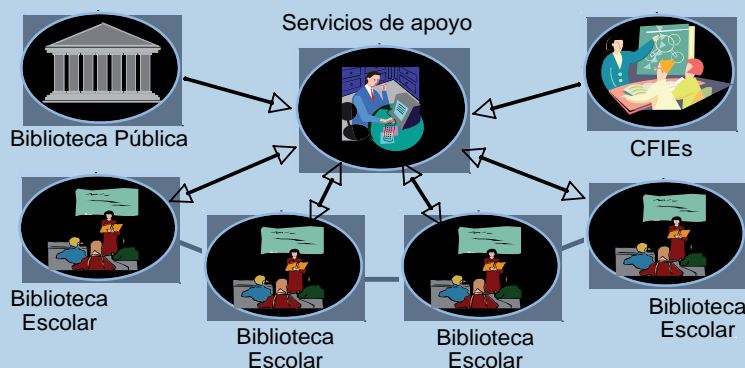 Servicios de apoyo
Biblioteca Pública
CFIEs
Biblioteca
Escolar
Biblioteca
Escolar
Biblioteca
Escolar
Biblioteca
Escolar